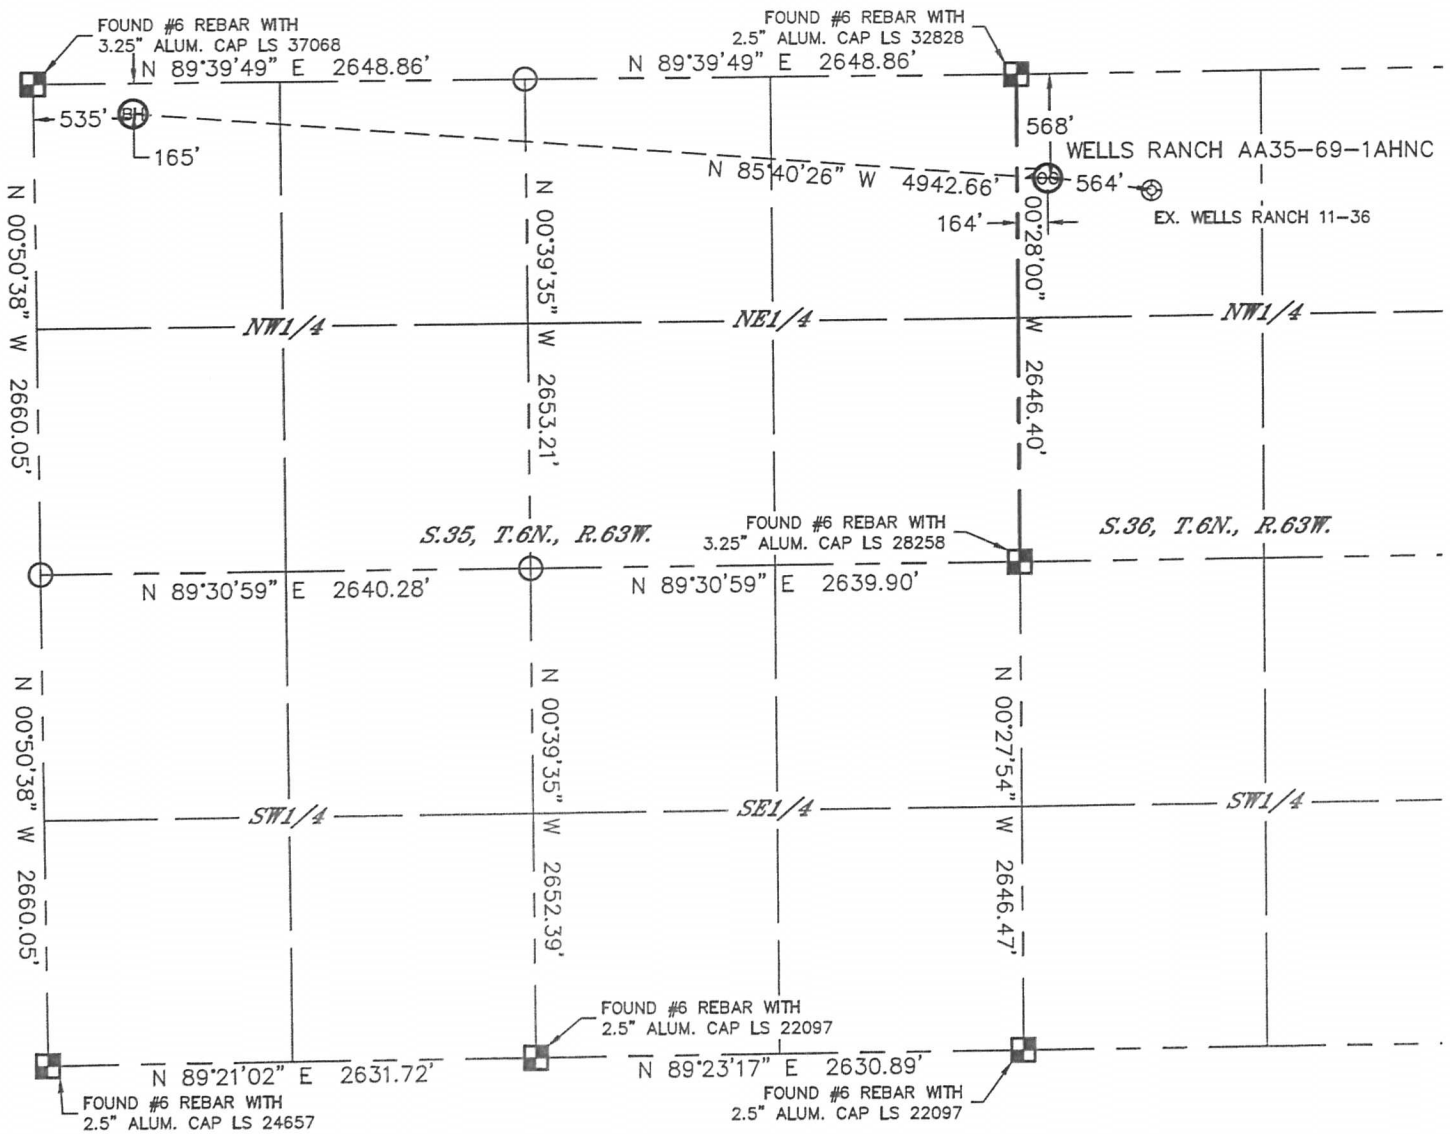 FOUND #6 REBAR WITH
3.25" ALUM. CAP LS 37068
FOUND #6 REBAR WITH
2.5" ALUM. CAP LS 32828
N 89°39'49" E 2648.86'
N 89°39'49" E 2648.86'
535'
BH
165'
568'
WELLS RANCH AA35-69-1AHNC
N 85°40'26" W 4942.66'
564'
164'
EX. WELLS RANCH 11-36
N 00°50'38" W 2660.05'
N 00°39'35" W 2653.21'
00°28'00" W 2646.40'
NW1/4
NE1/4
NW1/4
S.35, T.6N., R.63W.
FOUND #6 REBAR WITH
3.25" ALUM. CAP LS 28258
S.36, T.6N., R.63W.
N 89°30'59" E 2640.28'
N 89°30'59" E 2639.90'
N 00°50'38" W 2660.05'
N 00°39'35" W 2652.39'
N 00°27'54" W 2646.47'
SW1/4
SE1/4
SW1/4
FOUND #6 REBAR WITH
2.5" ALUM. CAP LS 22097
N 89°21'02" E 2631.72'
N 89°23'17" E 2630.89'
FOUND #6 REBAR WITH
2.5" ALUM. CAP LS 24657
FOUND #6 REBAR WITH
2.5" ALUM. CAP LS 22097